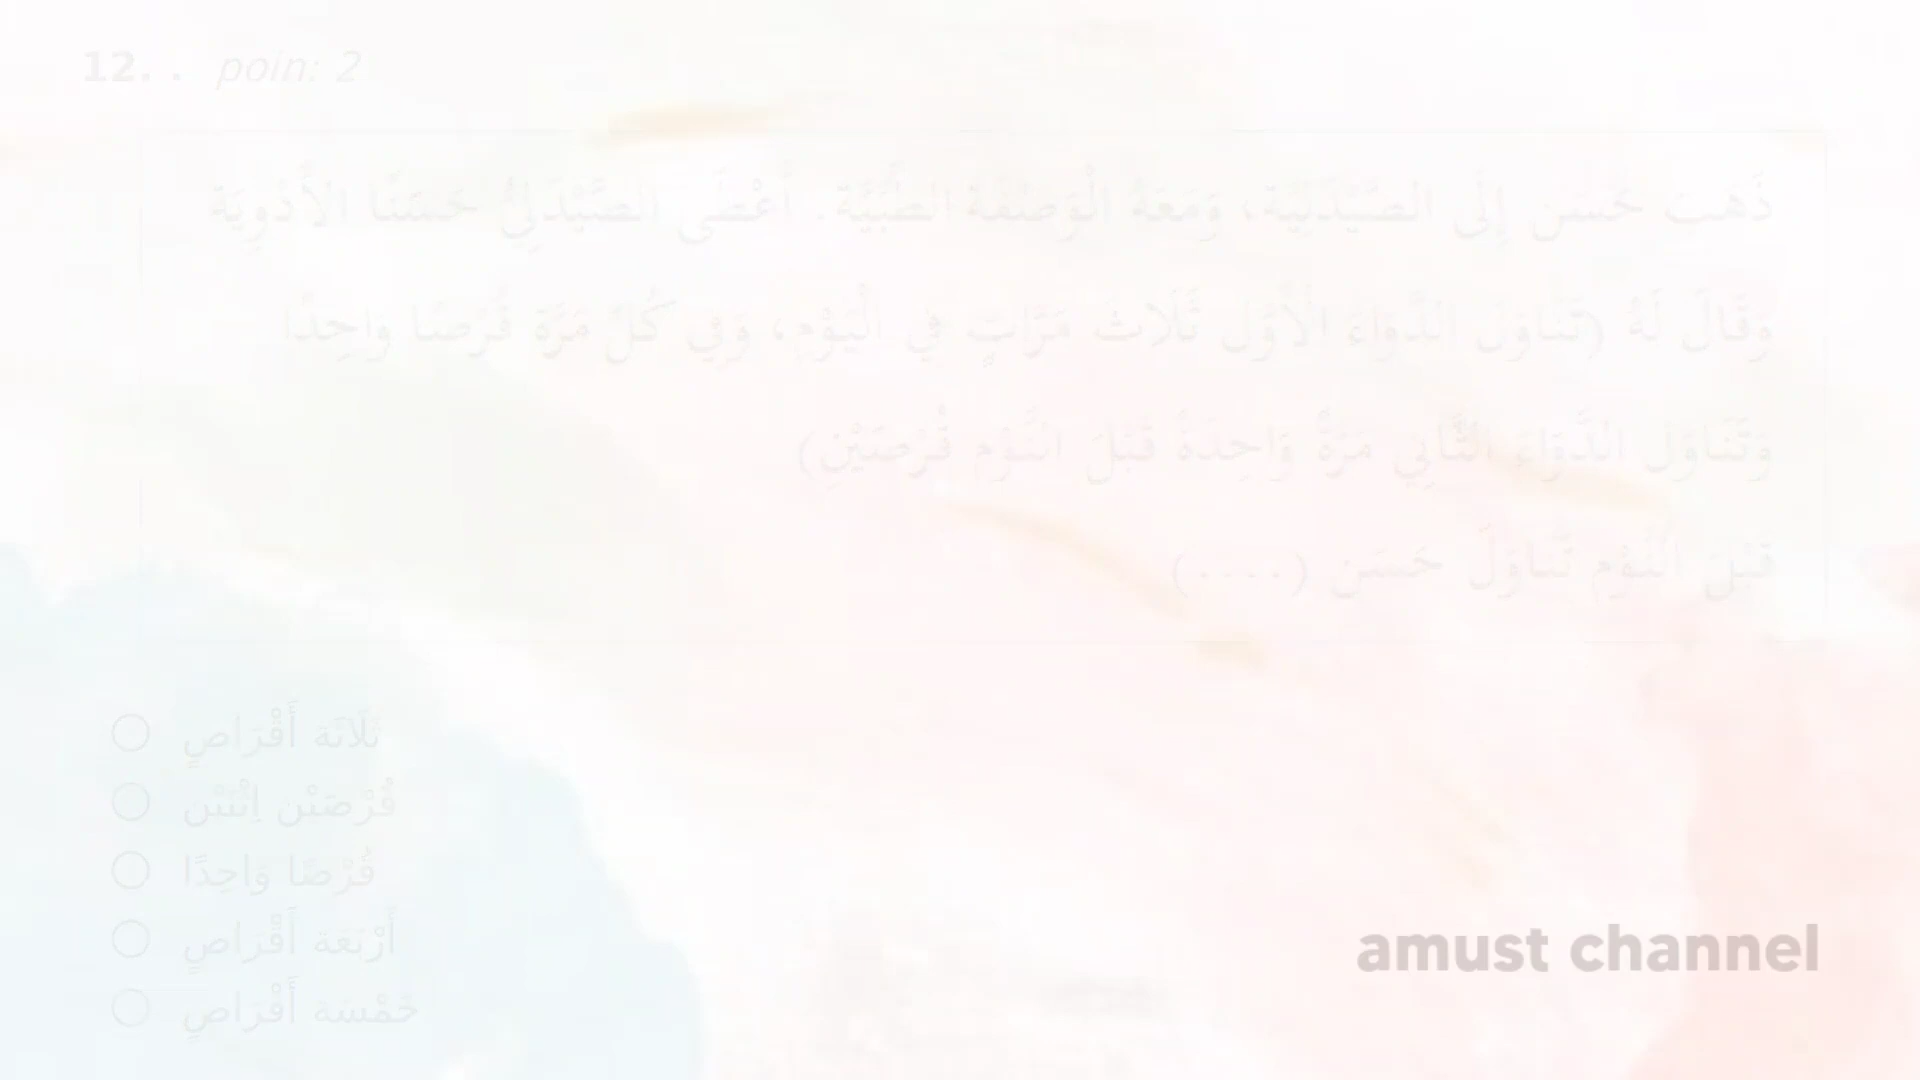 12. . poin: 2
ذَهَبَ حَسَن إِلَى الصَّيْدَلِيَّة، وَمَعَهُ الْوَصْفَةُ الطِّبِّيَّة. أَعْطَى الصَّيْدَلِيُّ حَسَنًا الأَدْوِيَة
وَقَالَ لَهُ (تَنَاوَل الدَّوَاءَ الْأَوَّل ثَلَاثَ مَرَّاتٍ فِي الْيَوْم، وَفِي كُلِّ مَرَّة قُرْصًا وَاحِدًا
وَتَنَاوَل الدَّوَاءَ الثَّانِي مَرَّةً وَاحِدَةً قَبْلَ النَّوْم قُرْصَيْنِ)
قَبْلَ النَّوْم تَنَاوَلَ حَسَن (....)
ثَلَاثَة أَقْرَاصٍ
قُرْصَيْن إِثْنَيْن
قُرْصًا وَاحِدًا
أَرْبَعَة أَقْرَاصٍ
خَمْسَة أَقْرَاصٍ
amust channel